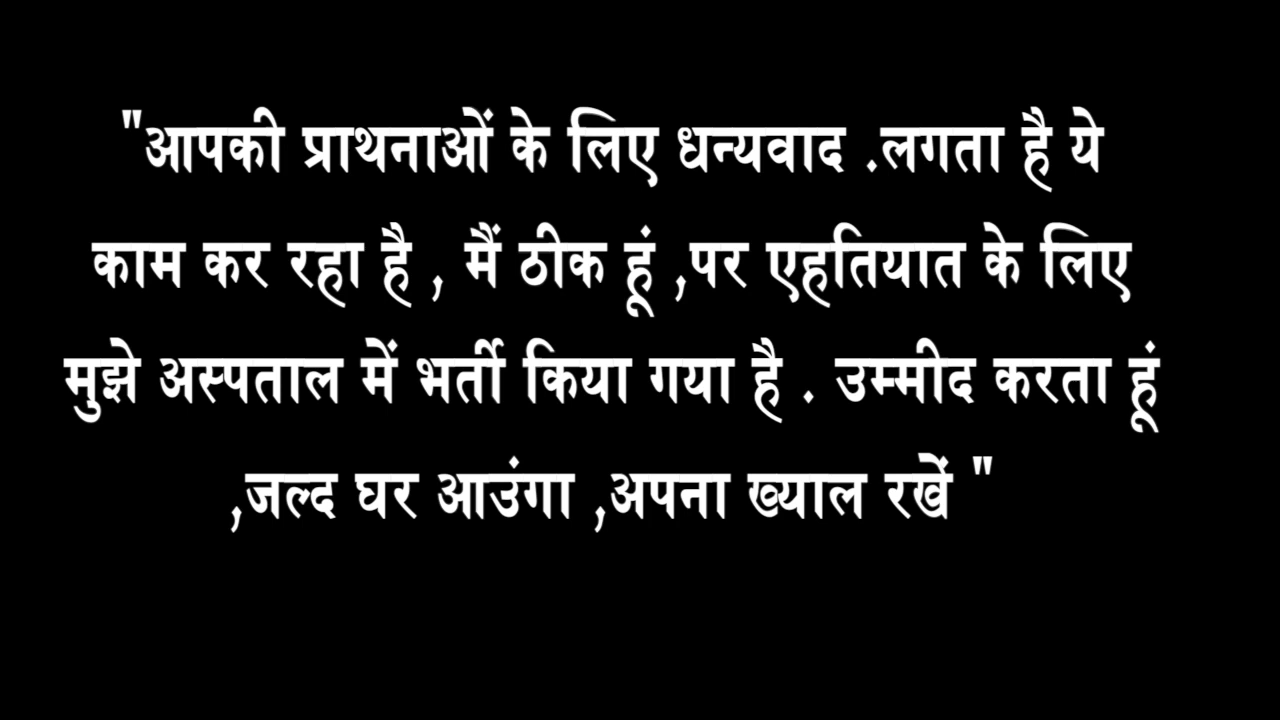 "आपकी प्राथनाओं के लिए धन्यवाद .लगता है ये
काम कर रहा है , मैं ठीक हूं ,पर एहतियात के लिए
मुझे अस्पताल में भर्ती किया गया है . उम्मीद करता हूं
,जल्द घर आउंगा ,अपना ख्याल रखें "